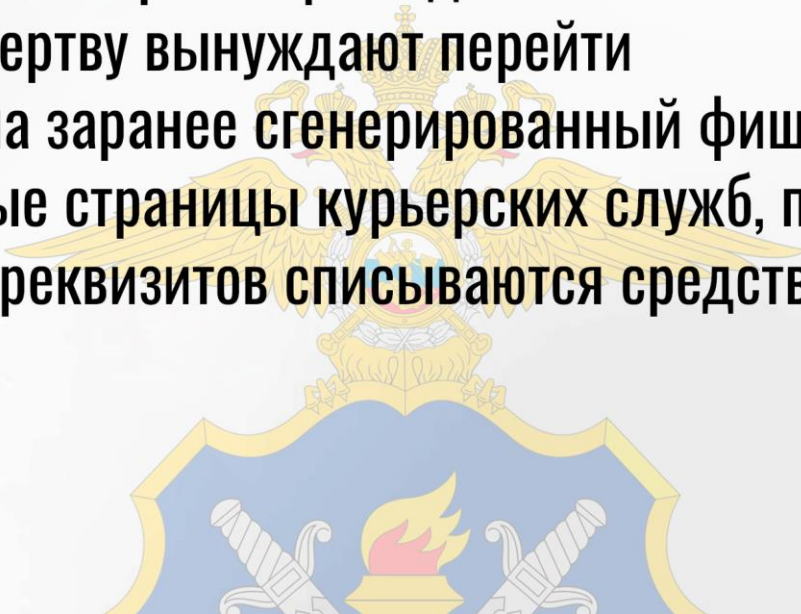 ертву вынуждают перейти
а заранее сгенерированный фиш
ые страницы курьерских служб, п
реквизитов списываются средств